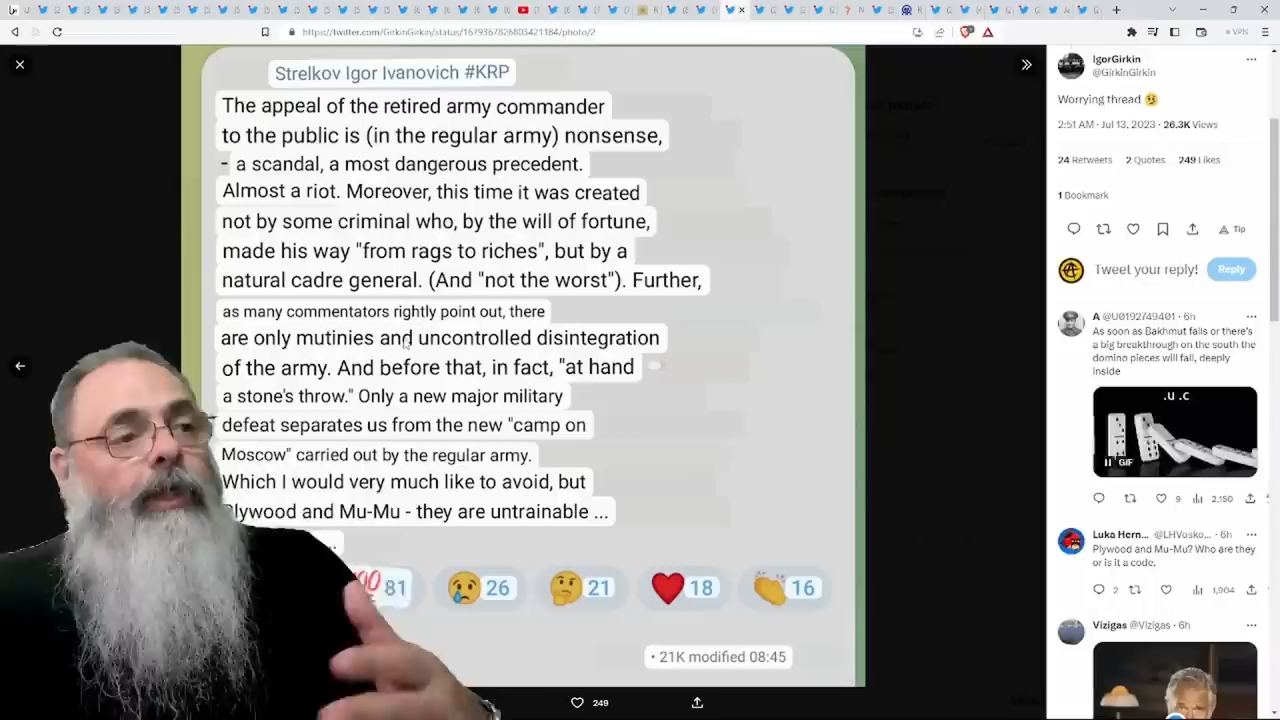 https://twitter.com/GirkinGirkin/status/1679367826803421184/photo/2
VPN
Strelkov Igor Ivanovich #KRP
The appeal of the retired army commander
to the public is (in the regular army) nonsense,
- a scandal, a most dangerous precedent.
Almost a riot. Moreover, this time it was created
not by some criminal who, by the will of fortune,
made his way "from rags to riches", but by a
natural cadre general. (And "not the worst"). Further,
as many commentators rightly point out, there
are only mutinies and uncontrolled disintegration
of the army. And before that, in fact, "at hand
a stone's throw." Only a new major military
defeat separates us from the new "camp on
Moscow" carried out by the regular army.
Which I would very much like to avoid, but
Plywood and Mu-Mu - they are untrainable ...
81 26 21 18 16
• 21K modified 08:45
249
IgorGirkin
@GirkinGirkin
Worrying thread
2:51 AM · Jul 13, 2023 · 26.3K Views
24 Retweets 2 Quotes 249 Likes
1 Bookmark
Tip
Tweet your reply!
Reply
A @U0192749401 · 6h
As soon as Bakhmut falls or there's
a big breakthrough on the south the
domino pieces will fall, deeply
inside
.U .C
GIF
9 2,150
Luka Hern... @LHVosko... · 6h
Plywood and Mu-Mu? Who are they
or is it a code.
2 1,904
Vizigas @Vizigas · 6h